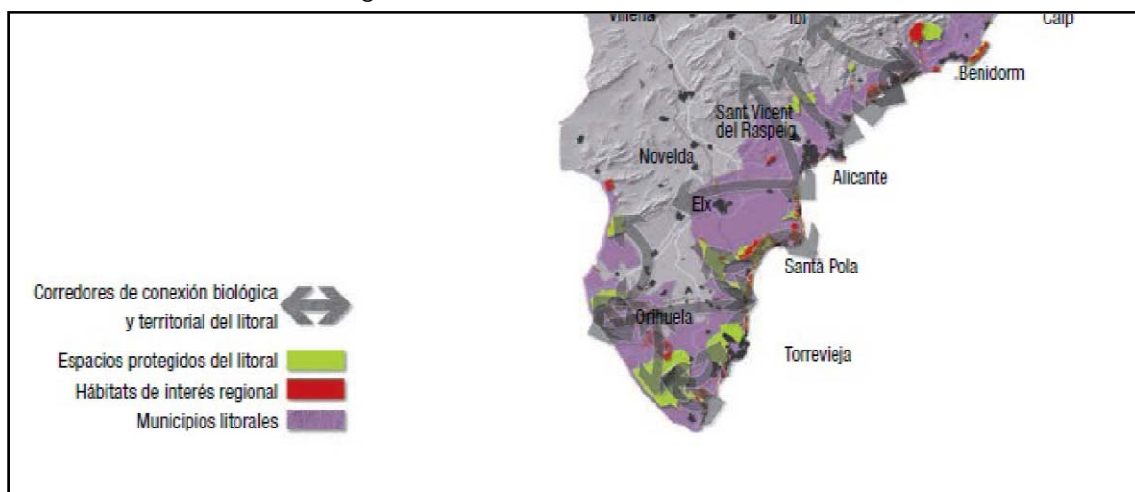 Villena
Ibi
Calp
Benidorm
Sant Vicent
del Raspeig
Novelda
Alicante
Elx
Santa Pola
Corredores de conexión biológica
y territorial del litoral
Orihuela
Torrevieja
Espacios protegidos del litoral
Hábitats de interés regional
Municipios litorales